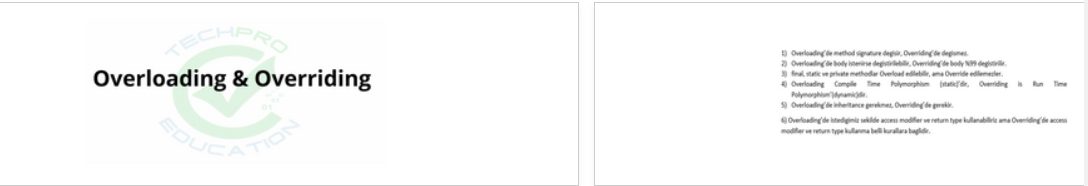 TECHPRO
EDUCATION
Overloading & Overriding
1) Overloading'de method signature degisir, Overriding'de degismez.
2) Overloading'de body istenirse degistirilebilir, Overriding'de body %99 degistirilir.
3) final, static ve private methodlar Overload edilebilir, ama Override edilemezler.
4) Overloading Compile Time Polymorphism (static)'dir, Overriding is Run Time
Polymorphism'(dynamic)dir.
5) Overloading'de inheritance gerekmez, Overriding'de gerekir.
6) Overloading'de istedigimiz sekilde access modifier ve return type kullanabiliriz ama Overriding'de access
modifier ve return type kullanma belli kurallara baglidir.